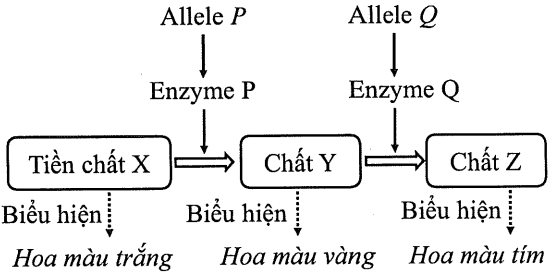 Allele P Allele Q
Enzyme P Enzyme Q
Tiền chất X Chất Y Chất Z
Biểu hiện Biểu hiện Biểu hiện
Hoa màu trắng Hoa màu vàng Hoa màu tím